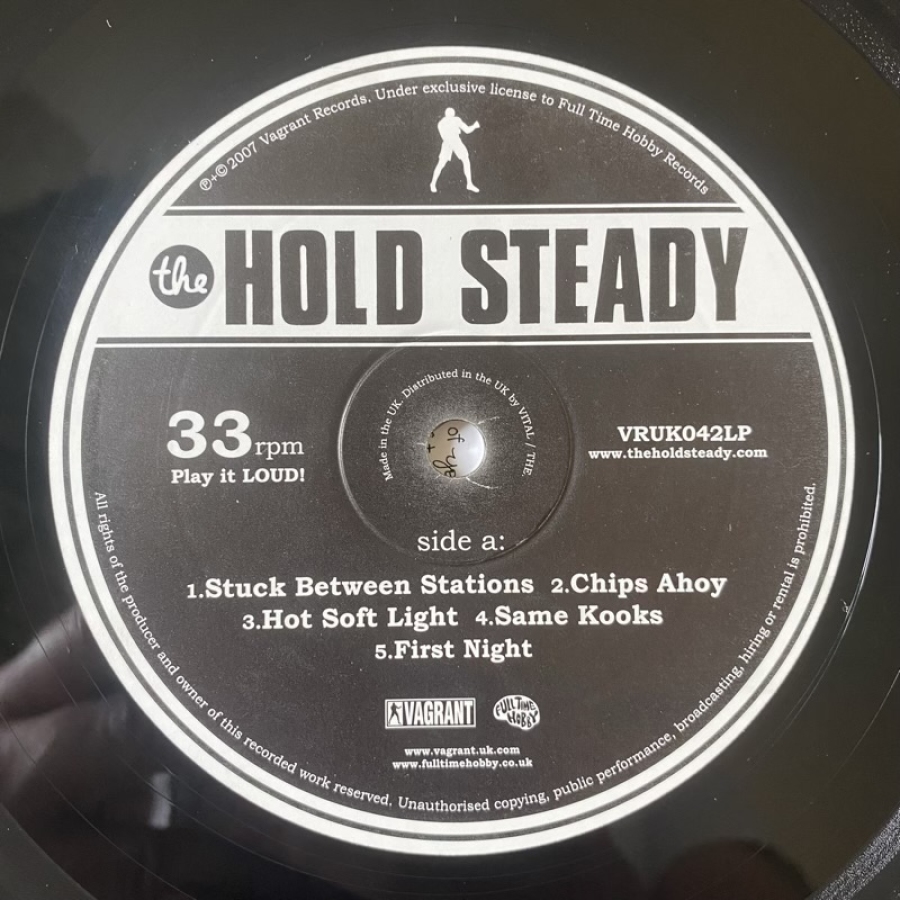 ℗+© 2007 Vagrant Records. Under exclusive license to Full Time Hobby Records
the HOLD STEADY
33rpm
Play it LOUD!
Made in the UK. Distributed in the UK by VITAL / THE.
of
VRUK042LP
www.theholdsteady.com
side a:
1.Stuck Between Stations 2.Chips Ahoy
3.Hot Soft Light 4.Same Kooks
5.First Night
VAGRANT
FULL TIME HOBBY
www.vagrant.uk.com
www.fulltimehobby.co.uk
All rights of the producer and owner of this recorded work reserved. Unauthorised copying, public performance, broadcasting, hiring or rental is prohibited.